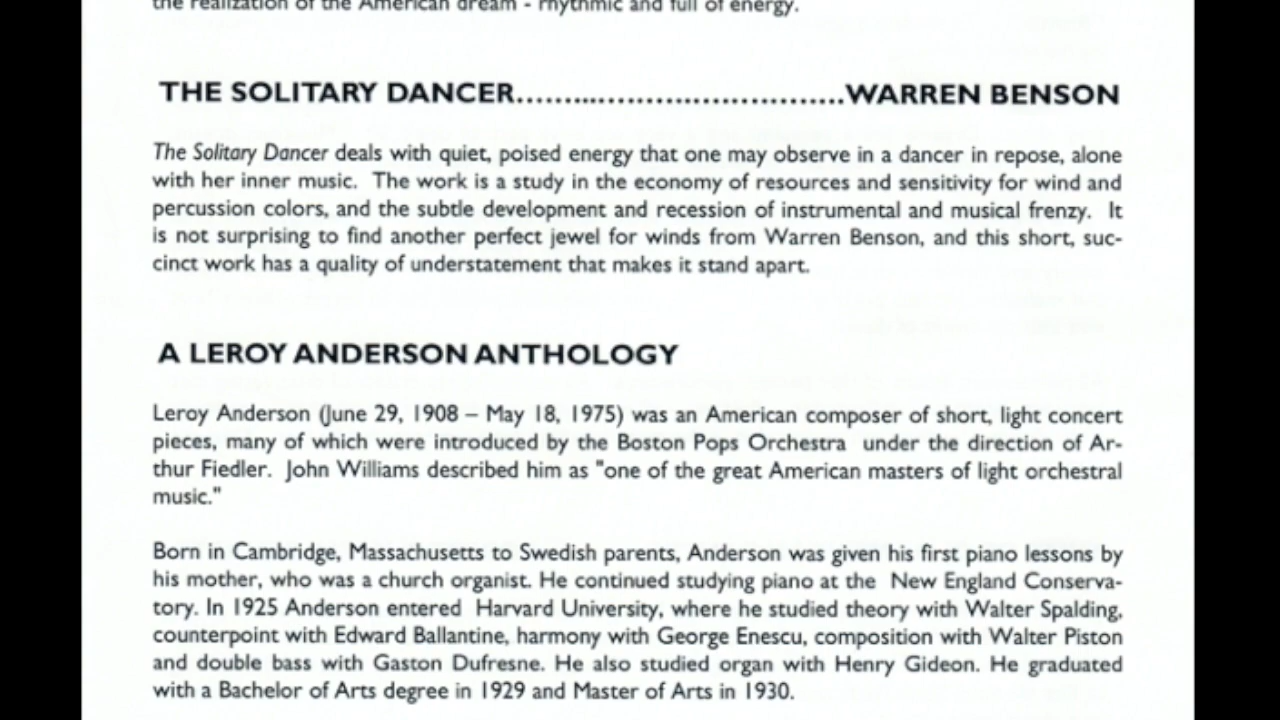 the realization of the American dream - rhythmic and full of energy.
THE SOLITARY DANCER.....................................WARREN BENSON
The Solitary Dancer deals with quiet, poised energy that one may observe in a dancer in repose, alone
with her inner music. The work is a study in the economy of resources and sensitivity for wind and
percussion colors, and the subtle development and recession of instrumental and musical frenzy. It
is not surprising to find another perfect jewel for winds from Warren Benson, and this short, suc-
cinct work has a quality of understatement that makes it stand apart.
A LEROY ANDERSON ANTHOLOGY
Leroy Anderson (June 29, 1908 – May 18, 1975) was an American composer of short, light concert
pieces, many of which were introduced by the Boston Pops Orchestra under the direction of Ar-
thur Fiedler. John Williams described him as "one of the great American masters of light orchestral
music."
Born in Cambridge, Massachusetts to Swedish parents, Anderson was given his first piano lessons by
his mother, who was a church organist. He continued studying piano at the New England Conserva-
tory. In 1925 Anderson entered Harvard University, where he studied theory with Walter Spalding,
counterpoint with Edward Ballantine, harmony with George Enescu, composition with Walter Piston
and double bass with Gaston Dufresne. He also studied organ with Henry Gideon. He graduated
with a Bachelor of Arts degree in 1929 and Master of Arts in 1930.